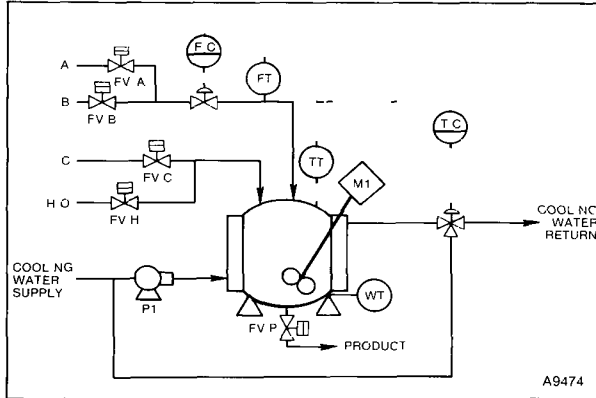 F C
A
FV A
FT
B
FV B
T C
C
FV C
TT
M1
H O
FV H
COOL NG
WATER
RETURN
COOL NG
WATER
SUPPLY
P1
WT
FV P
PRODUCT
A9474